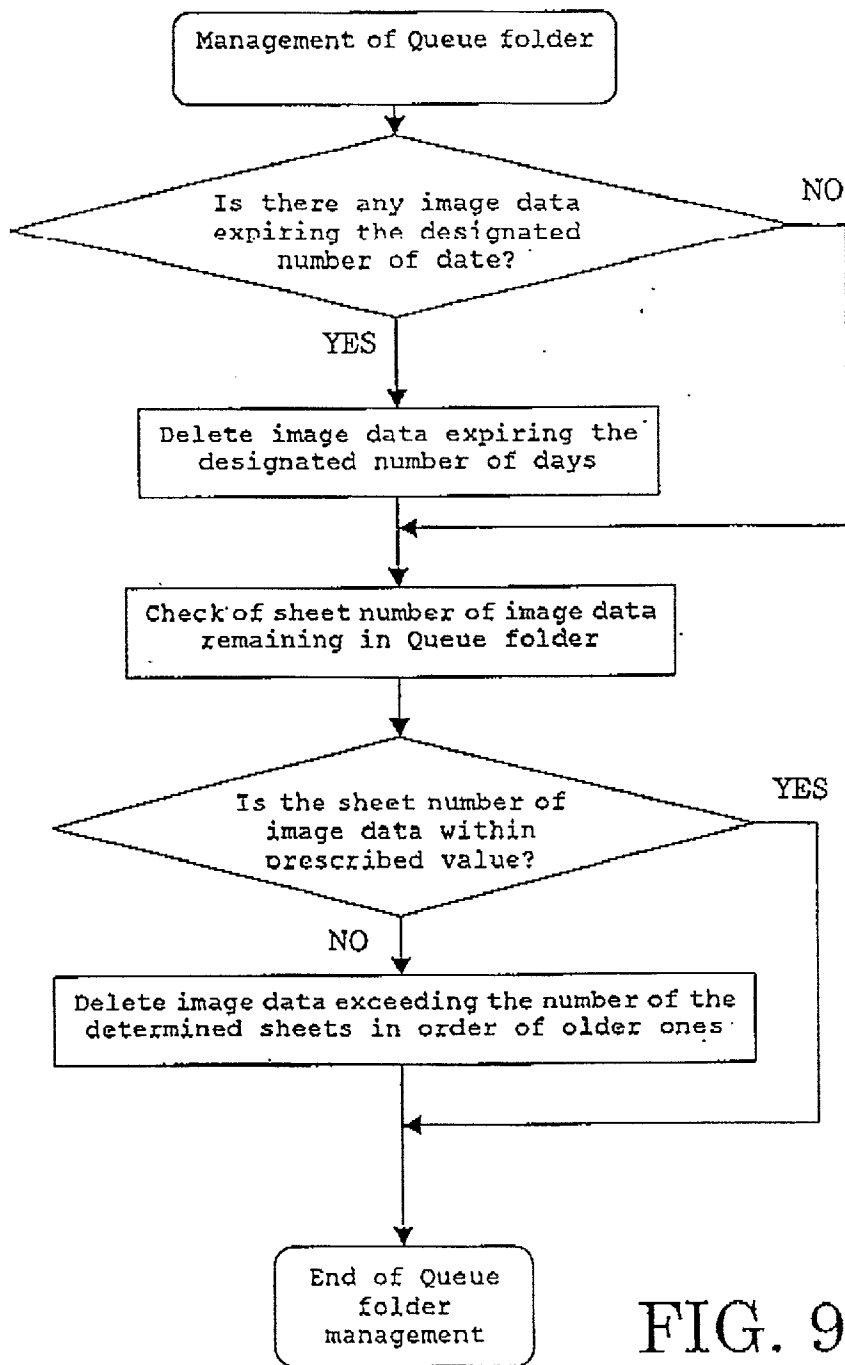 Management of Queue folder
Is there any image data
expiring the designated
number of date?
NO
YES
Delete image data expiring the
designated number of days
Check of sheet number of image data
remaining in Queue folder
Is the sheet number of
image data within
prescribed value?
YES
NO
Delete image data exceeding the number of the
determined sheets in order of older ones
End of Queue
folder
management
FIG. 9